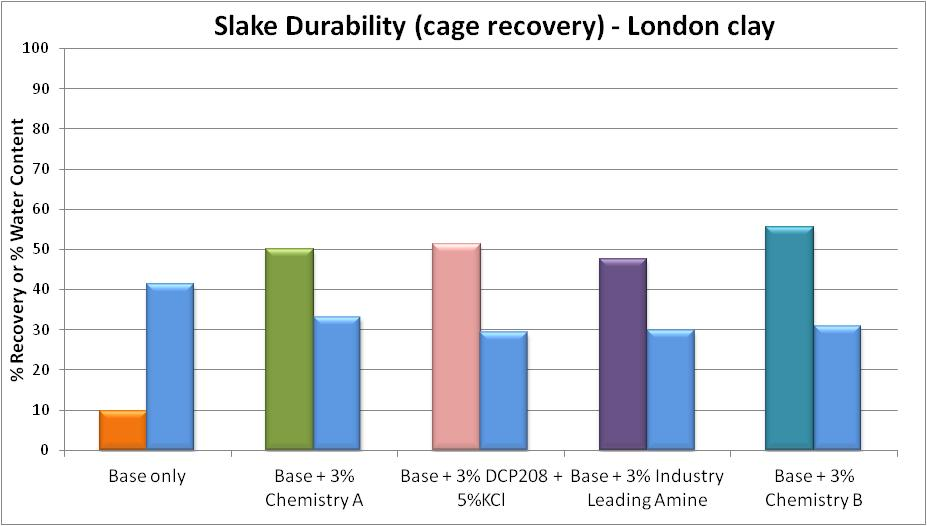 Slake Durability (cage recovery) - London clay
% Recovery or % Water Content
100
90
80
70
60
50
40
30
20
10
0
Base only
Base + 3%
Chemistry A
Base + 3% DCP208 +
5%KCl
Base + 3% Industry
Leading Amine
Base + 3%
Chemistry B